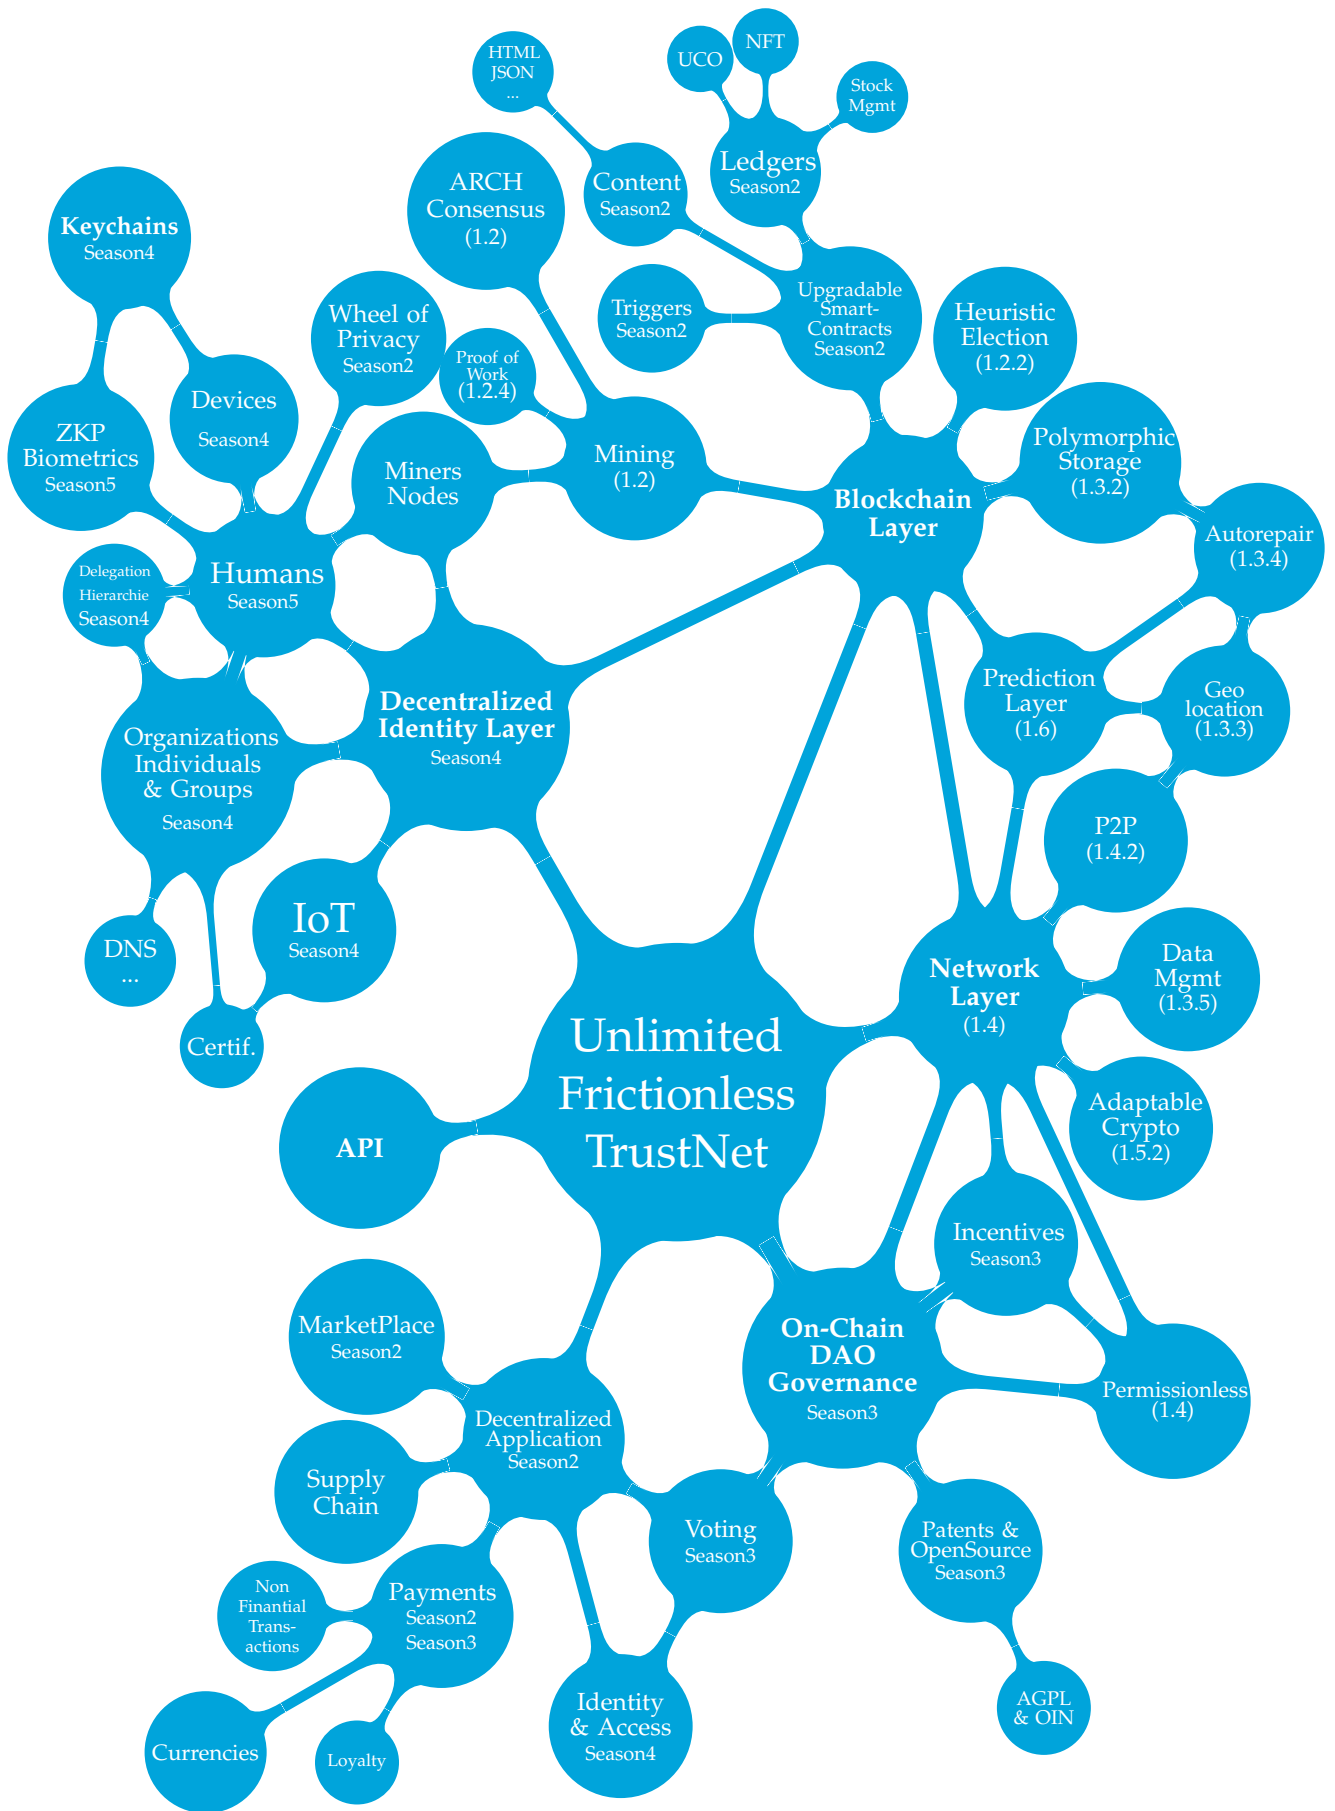 HTML
JSON
...
UCO
NFT
Stock
Mgmt
Ledgers
Season2
Content
Season2
ARCH
Consensus
(1.2)
Keychains
Season4
Wheel of
Privacy
Season2
Triggers
Season2
Upgradable
Smart-
Contracts
Season2
Heuristic
Election
(1.2.2)
Proof of
Work
(1.2.4)
Devices
Season4
ZKP
Biometrics
Season5
Miners
Nodes
Mining
(1.2)
Polymorphic
Storage
(1.3.2)
Blockchain
Layer
Autorepair
(1.3.4)
Delegation
Hierarchie
Season4
Humans
Season5
Decentralized
Identity Layer
Season4
Prediction
Layer
(1.6)
Geo
location
(1.3.3)
Organizations
Individuals
& Groups
Season4
P2P
(1.4.2)
IoT
Season4
DNS
...
Certif.
Network
Layer
(1.4)
Data
Mgmt
(1.3.5)
Unlimited
Frictionless
TrustNet
API
Adaptable
Crypto
(1.5.2)
Incentives
Season3
MarketPlace
Season2
On-Chain
DAO
Governance
Season3
Permissionless
(1.4)
Decentralized
Application
Season2
Supply
Chain
Voting
Season3
Patents &
OpenSource
Season3
Non
Finantial
Trans-
actions
Payments
Season2
Season3
Identity
& Access
Season4
AGPL
& OIN
Currencies
Loyalty